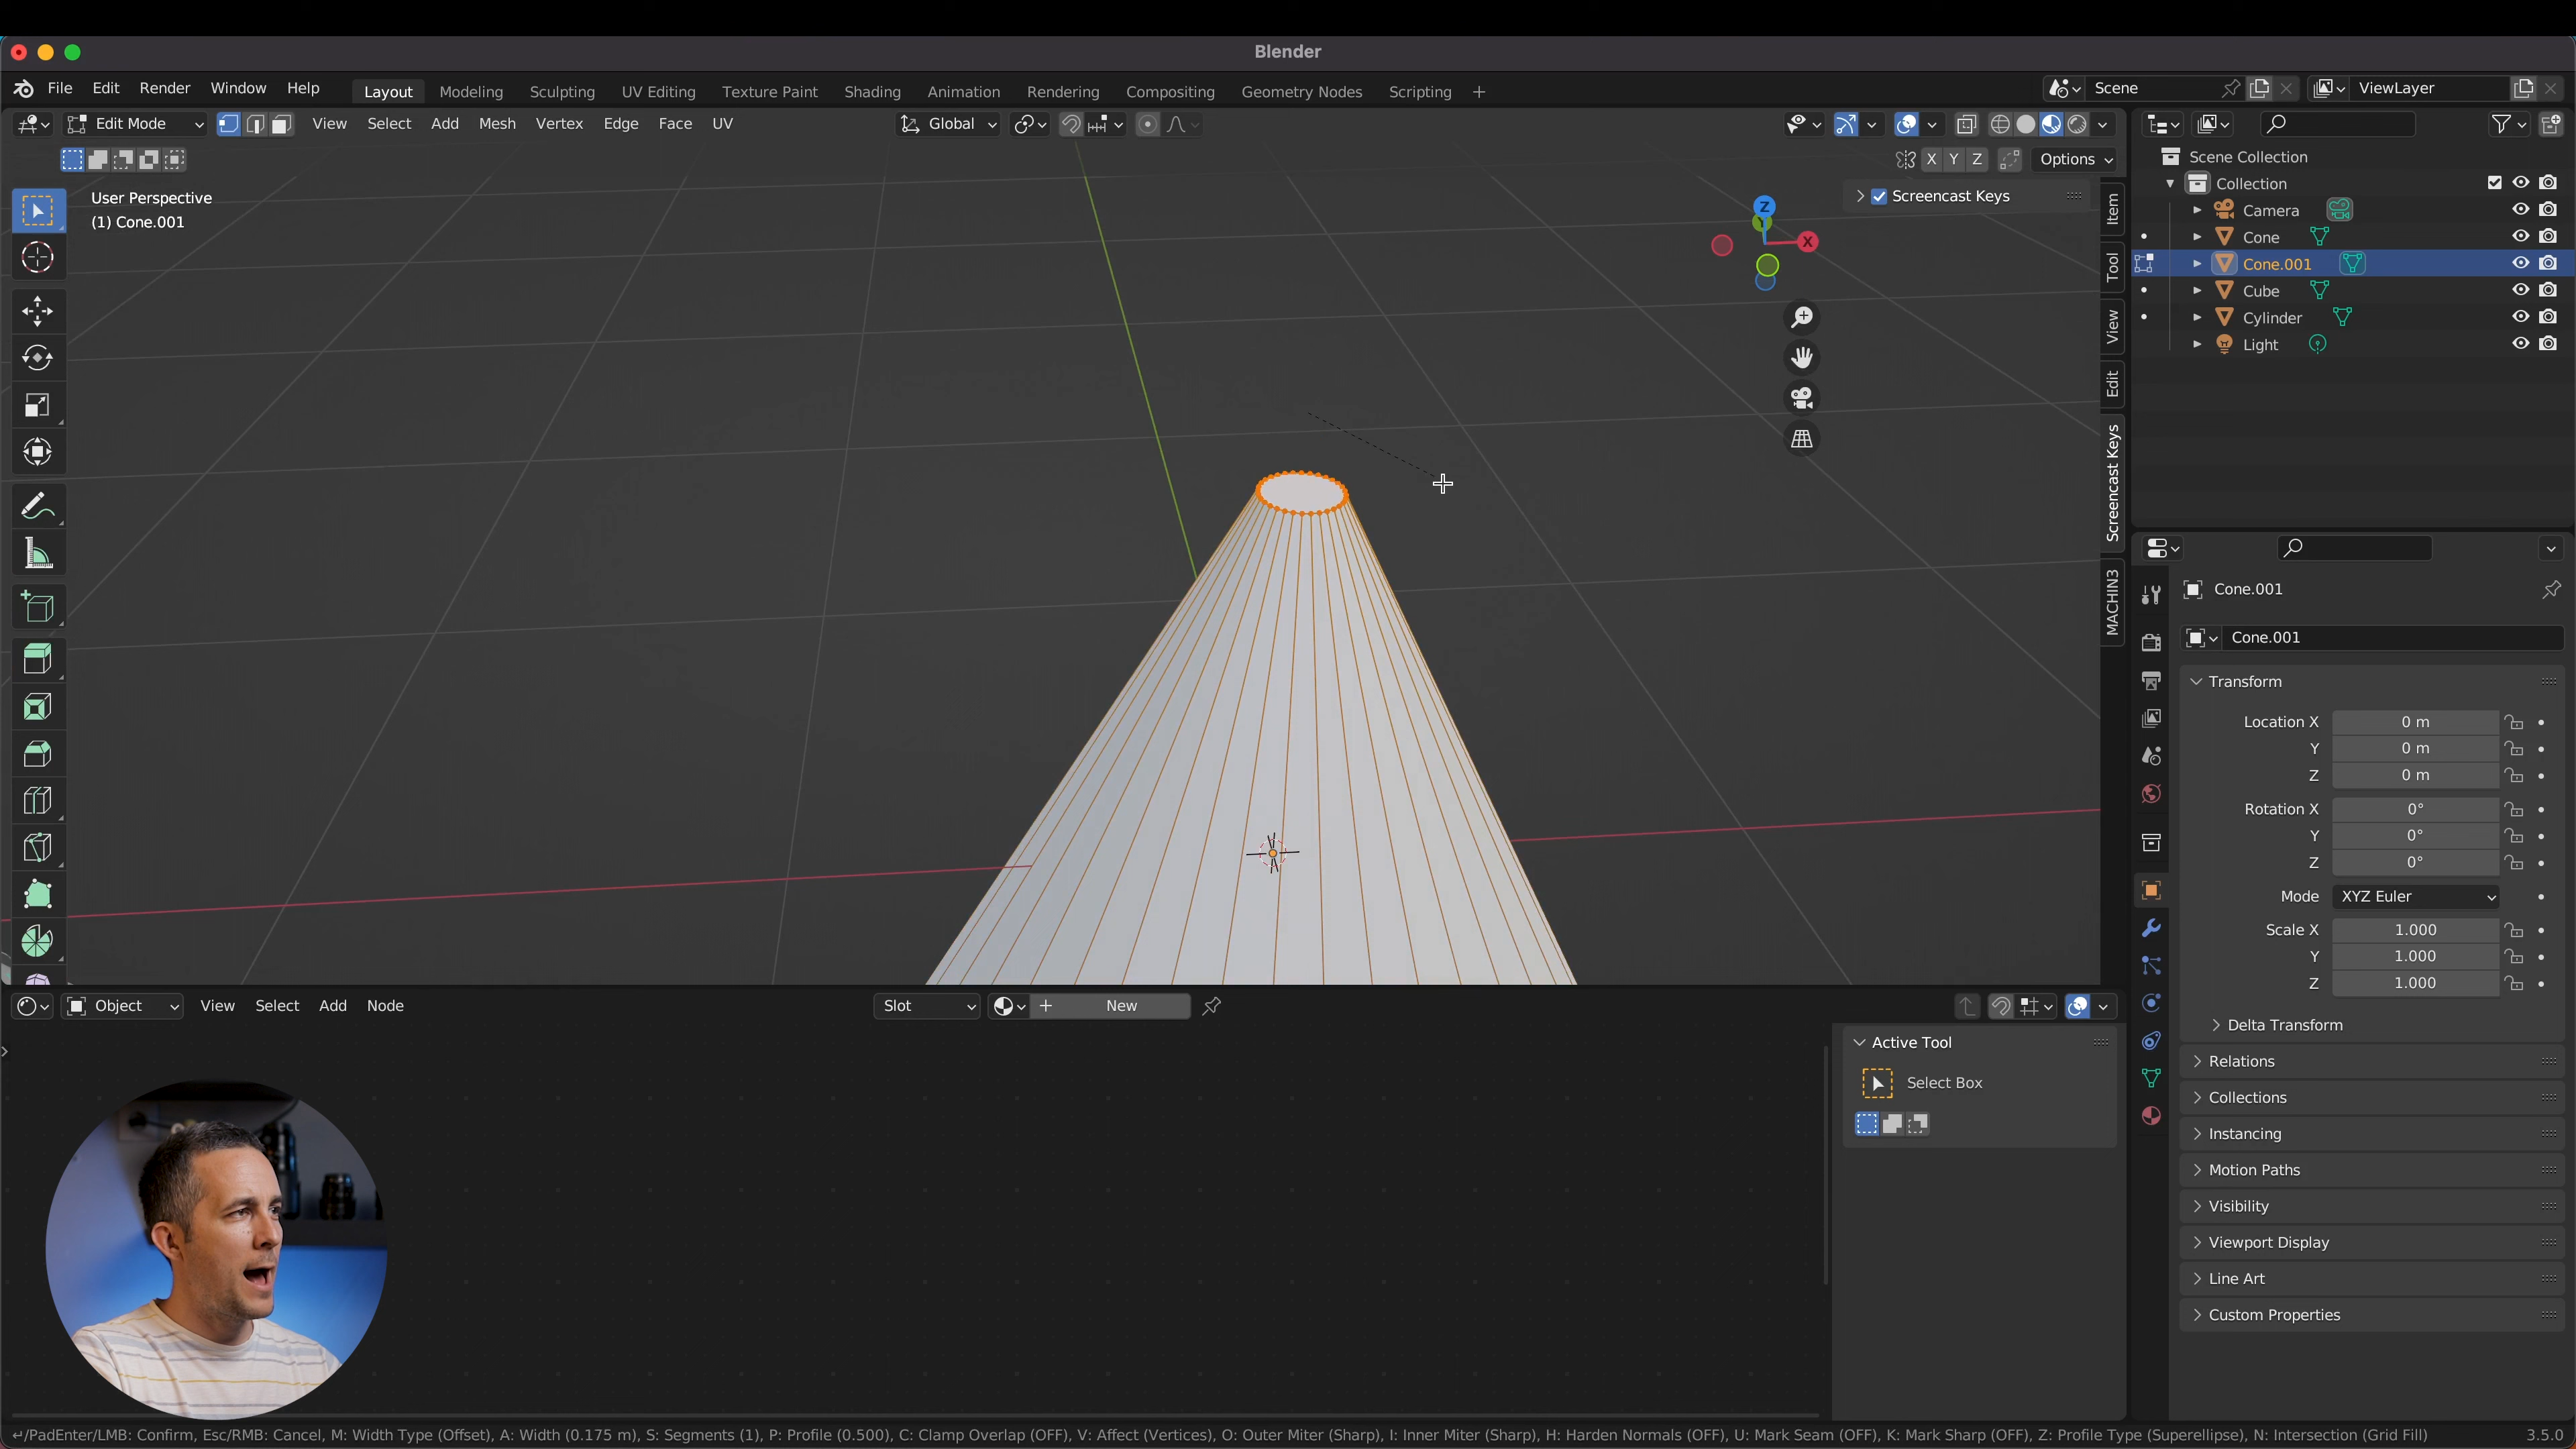 Blender
File Edit Render Window Help Layout Modeling Sculpting UV Editing Texture Paint Shading Animation Rendering Compositing Geometry Nodes Scripting + Scene ViewLayer
Edit Mode View Select Add Mesh Vertex Edge Face UV Global
X Y Z Options
User Perspective
(1) Cone.001
Z
Y
X
Screencast Keys
Item
Tool
View
Edit
Screencast Keys
MACHIN3
Scene Collection
Collection
Camera
Cone
Cone.001
Cube
Cylinder
Light
Cone.001
Cone.001
Transform
Location X 0 m
Y 0 m
Z 0 m
Rotation X 0°
Y 0°
Z 0°
Mode XYZ Euler
Scale X 1.000
Y 1.000
Z 1.000
Delta Transform
Relations
Collections
Instancing
Motion Paths
Visibility
Viewport Display
Line Art
Custom Properties
Object View Select Add Node Slot New
Active Tool
Select Box
↵/PadEnter/LMB: Confirm, Esc/RMB: Cancel, M: Width Type (Offset), A: Width (0.175 m), S: Segments (1), P: Profile (0.500), C: Clamp Overlap (OFF), V: Affect (Vertices), O: Outer Miter (Sharp), I: Inner Miter (Sharp), H: Harden Normals (OFF), U: Mark Seam (OFF), K: Mark Sharp (OFF), Z: Profile Type (Superellipse), N: Intersection (Grid Fill) 3.5.0